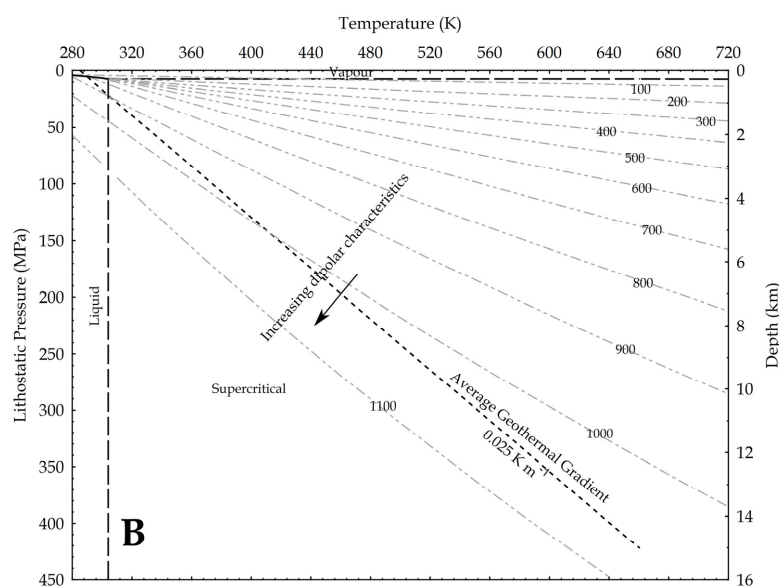 Temperature (K)
280 320 360 400 440 480 520 560 600 640 680 720
0
50
100
150
200
250
300
350
400
450
Lithostatic Pressure (MPa)
0
2
4
6
8
10
12
14
16
Depth (km)
Vapour
100
200
300
400
500
600
700
800
900
1000
1100
Increasing dipolar characteristics
Liquid
Supercritical
Average Geothermal Gradient
0.025 K m⁻¹
B